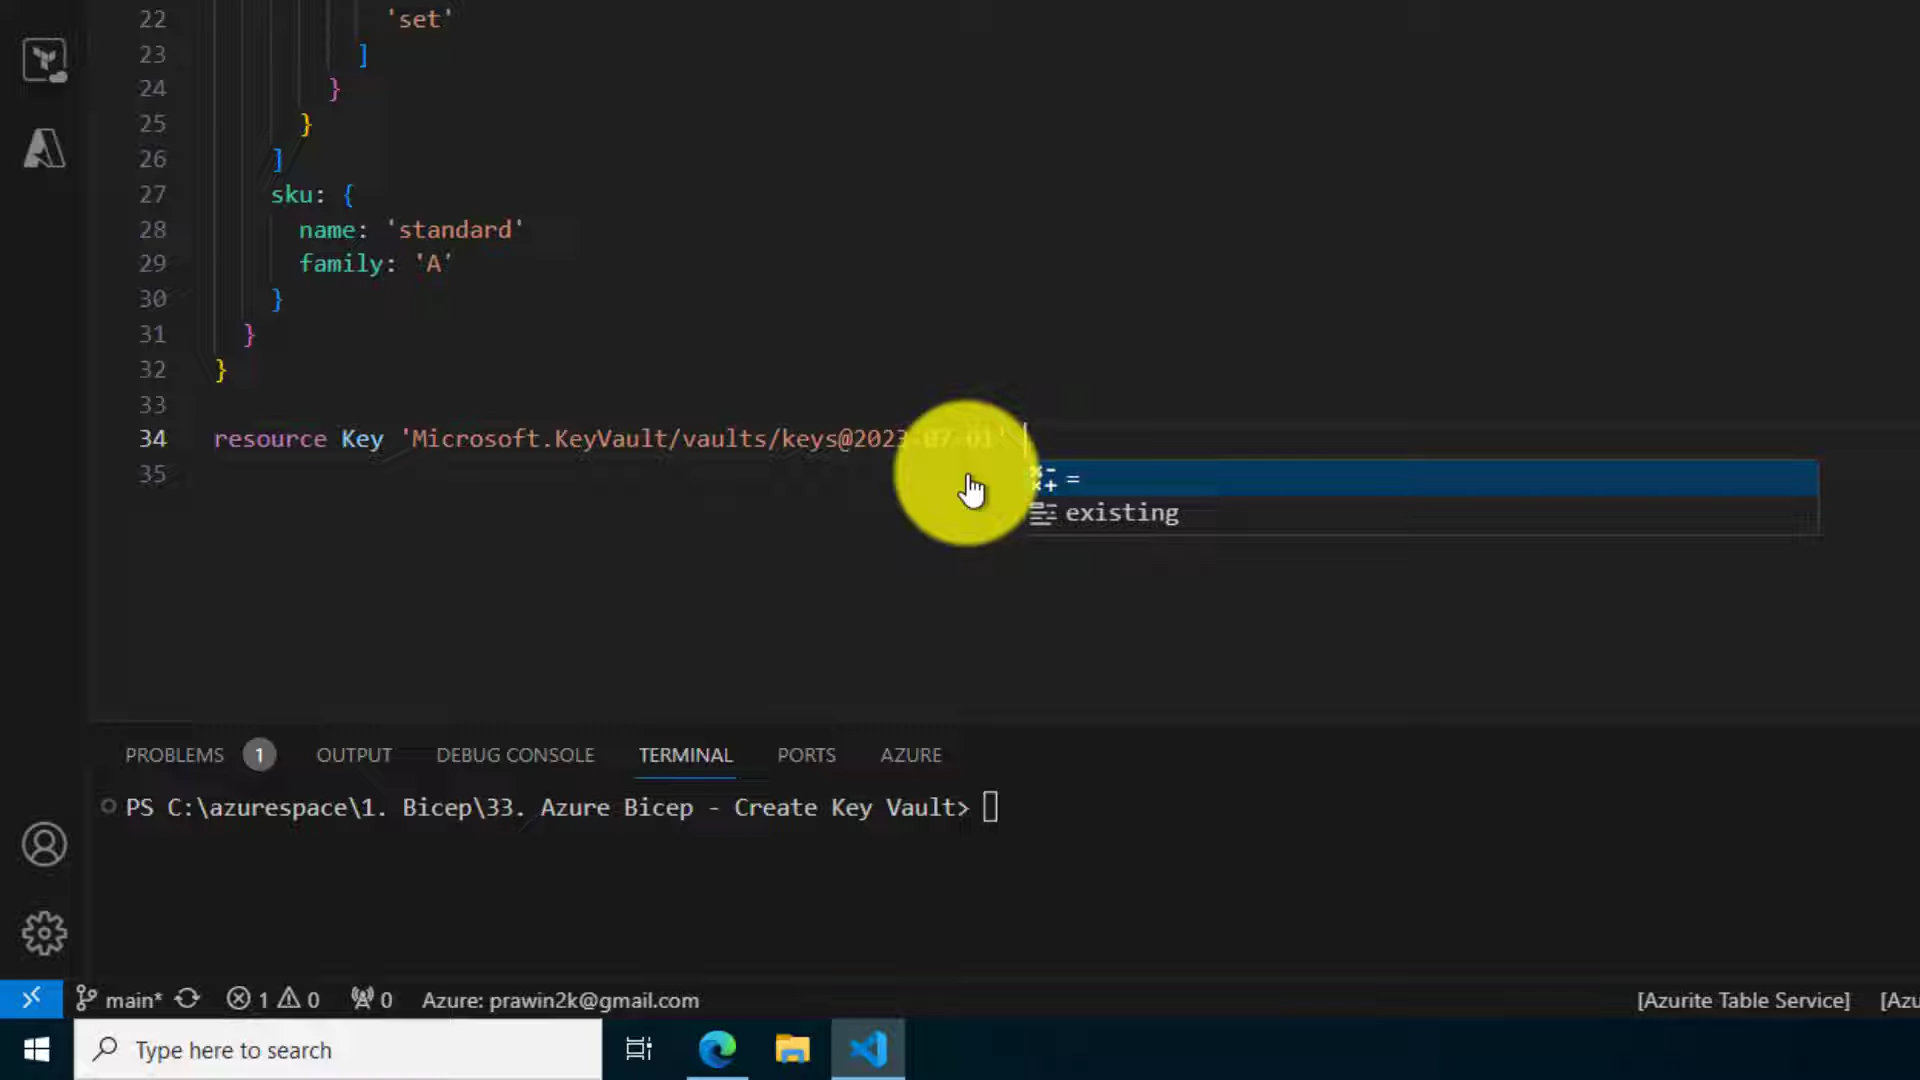 22 'set'
23 ]
24 }
25 }
26 ]
27 sku: {
28 name: 'standard'
29 family: 'A'
30 }
31 }
32 }
33
34 resource Key 'Microsoft.KeyVault/vaults/keys@2023-07-01'
35
=
existing
PROBLEMS 1 OUTPUT DEBUG CONSOLE TERMINAL PORTS AZURE
PS C:\azurespace\1. Bicep\33. Azure Bicep - Create Key Vault>
main* 1 0 0 Azure: prawin2k@gmail.com [Azurite Table Service] [Azu
Type here to search